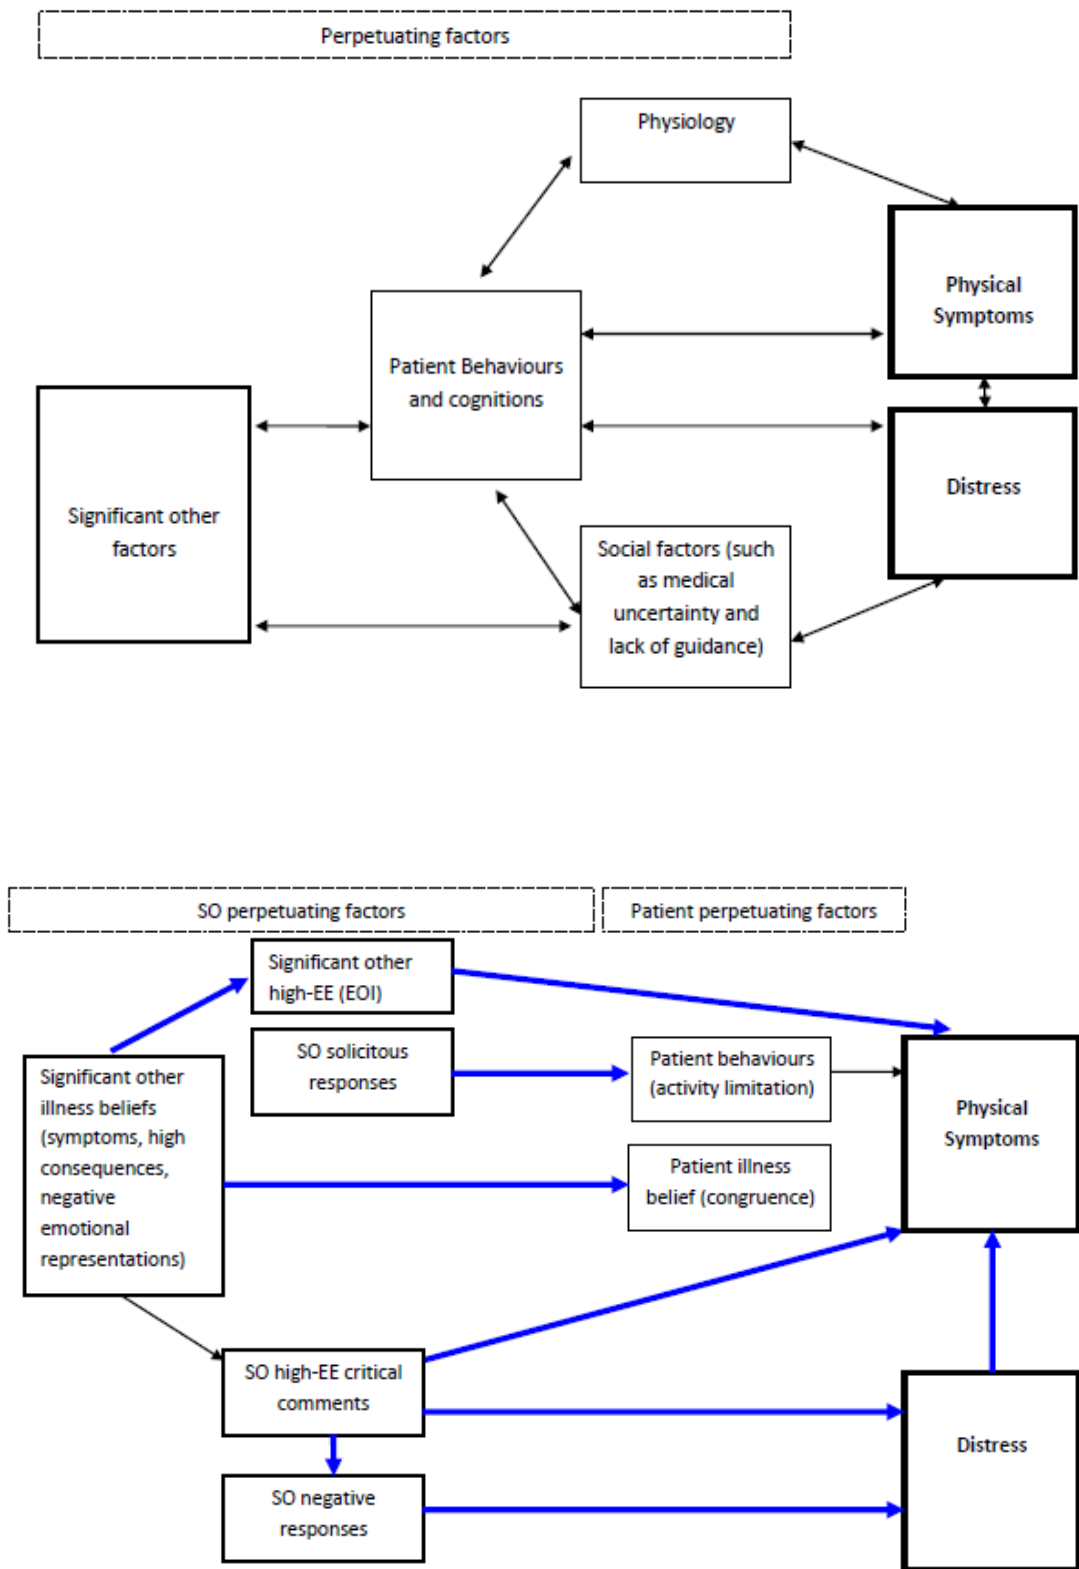 Perpetuating factors
Physiology
Physical
Symptoms
Patient Behaviours
and cognitions
Distress
Significant other
factors
Social factors (such
as medical
uncertainty and
lack of guidance)
SO perpetuating factors
Patient perpetuating factors
Significant other
high-EE (EOI)
SO solicitous
responses
Patient behaviours
(activity limitation)
Significant other
illness beliefs
(symptoms, high
consequences,
negative
emotional
representations)
Physical
Symptoms
Patient illness
belief (congruence)
SO high-EE critical
comments
Distress
SO negative
responses